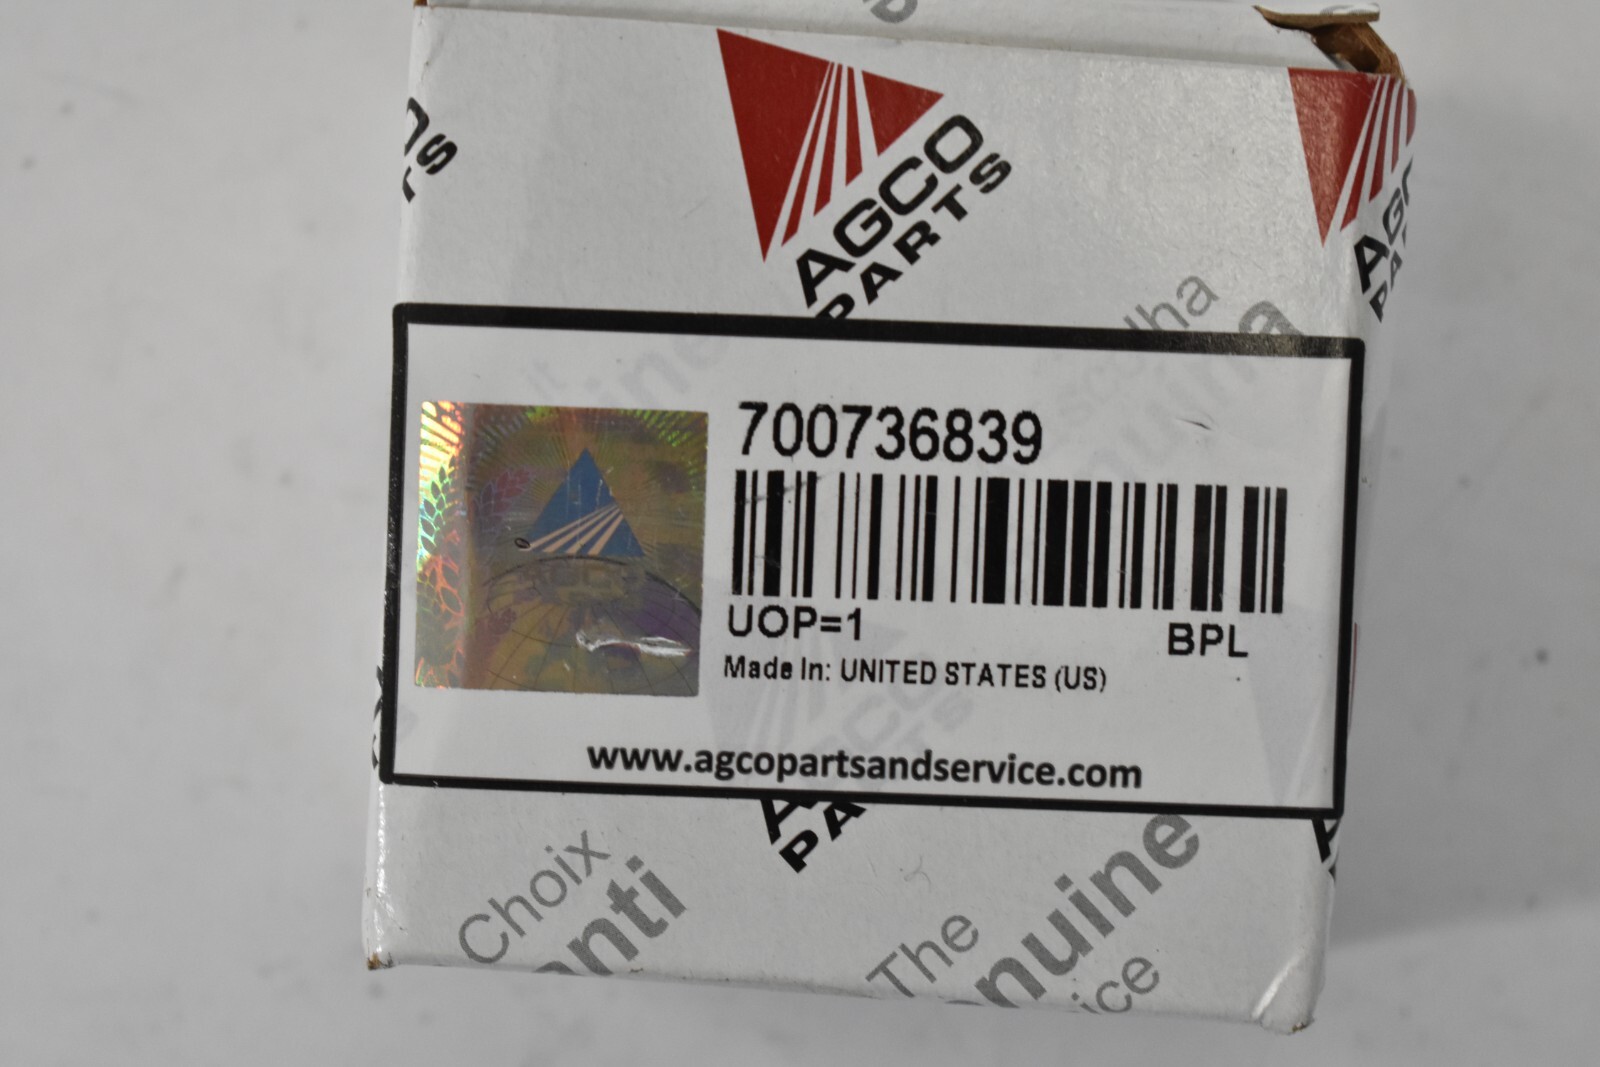 AGCO
PARTS
700736839
UOP=1
BPL
Made In: UNITED STATES (US)
www.agcopartsandservice.com
Choix
The